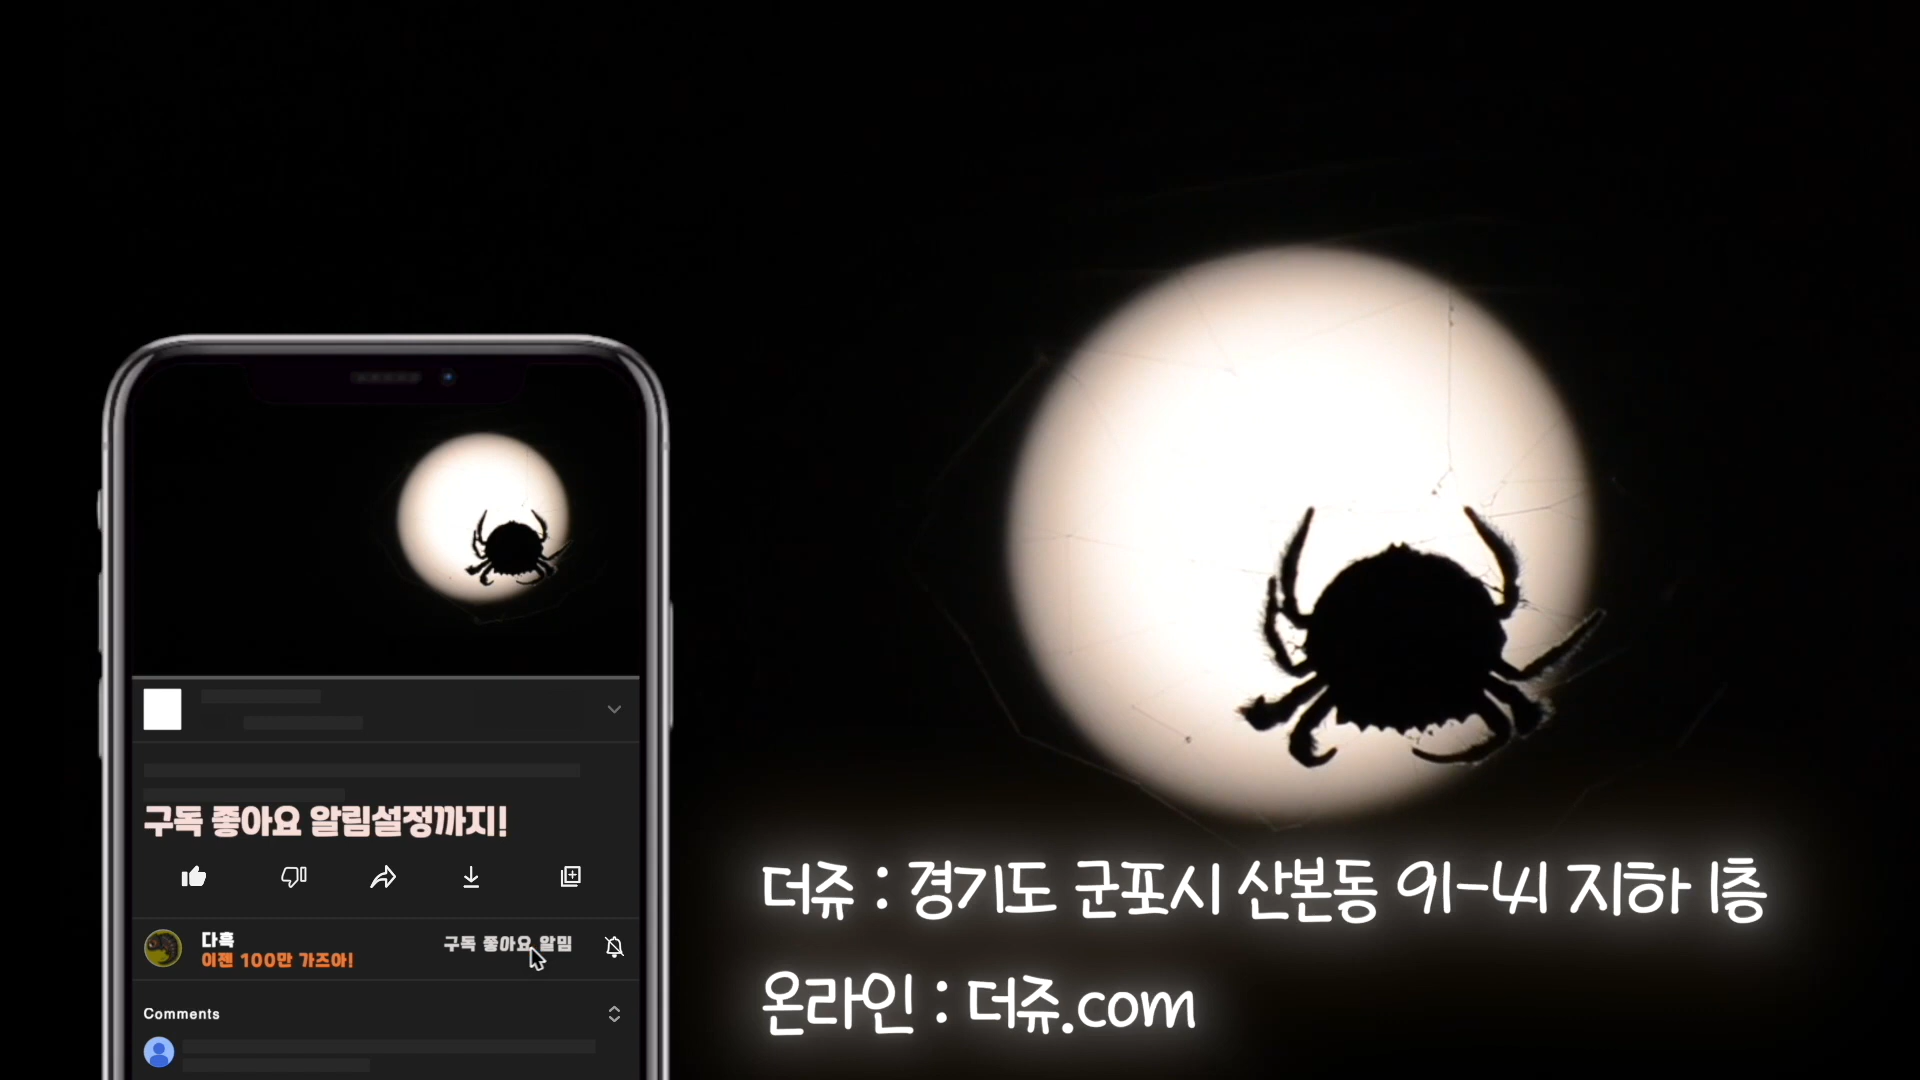 구독 좋아요 알림설정까지!
다흑
이젠 100만 가즈아!
구독 좋아요 알림
Comments
더쥬 : 경기도 군포시 산본동 91-41 지하 1층
온라인 : 더쥬.com